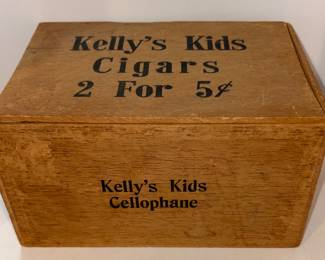 Kelly's Kids
Cigars
2 For 5¢
Kelly's Kids
Cellophane